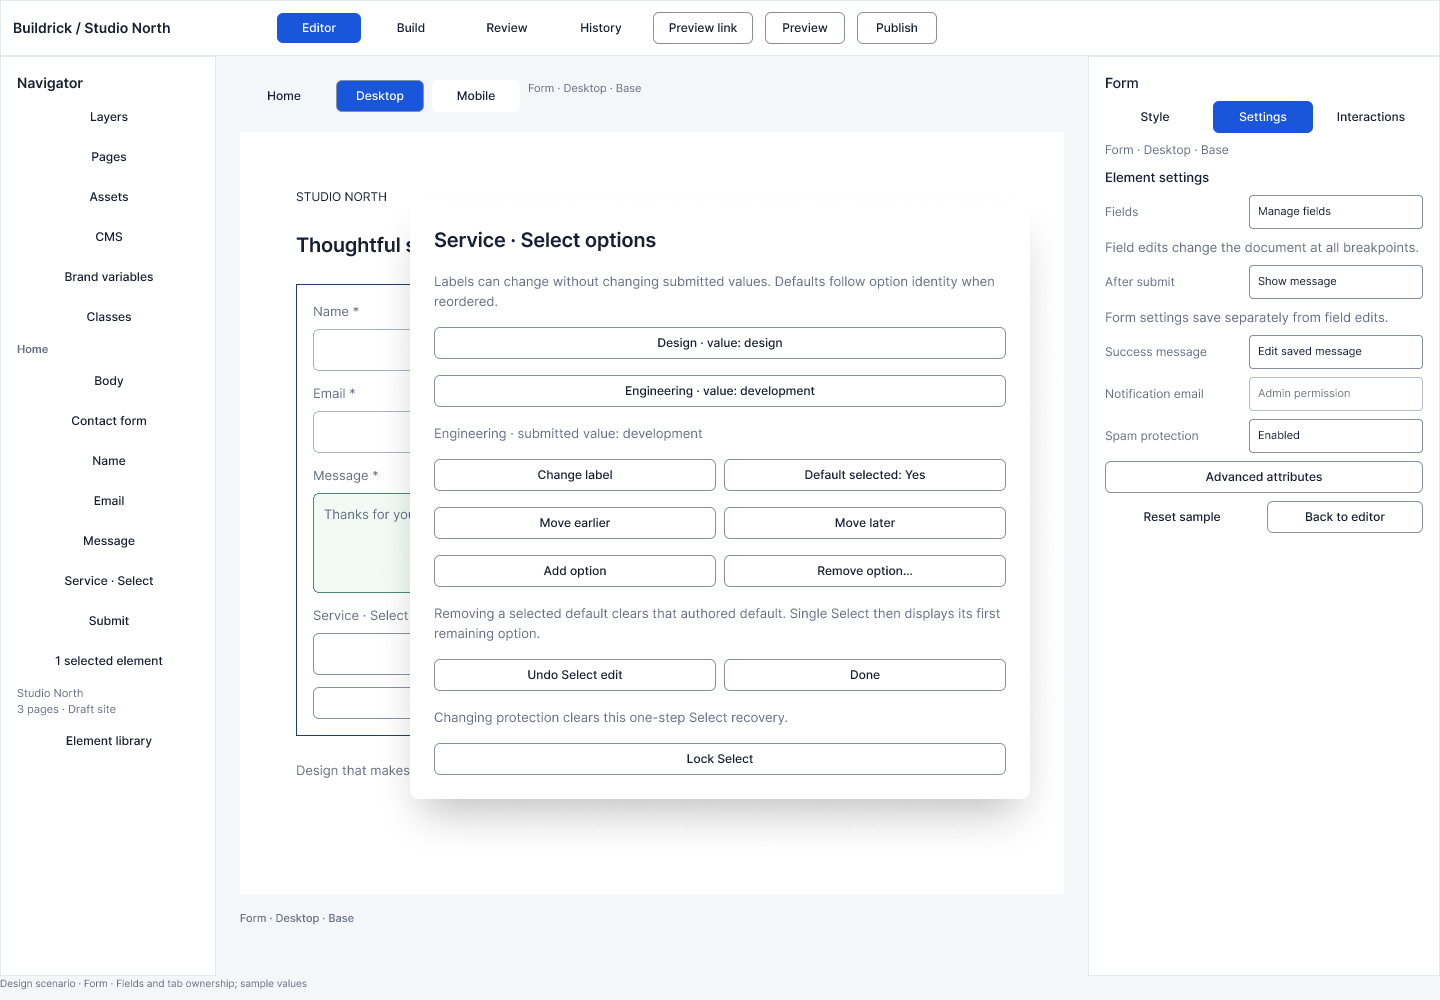 Buildrick / Studio North
Editor
Build
Review
History
Preview link
Preview
Publish
Navigator
Layers
Pages
Assets
CMS
Brand variables
Classes
Home
Body
Contact form
Name
Email
Message
Service · Select
Submit
1 selected element
Studio North
3 pages · Draft site
Element library
Home
Desktop
Mobile
Form · Desktop · Base
STUDIO NORTH
Thoughtful s
Name *
Email *
Message *
Thanks for you
Service · Select
Design that makes
Service · Select options
Labels can change without changing submitted values. Defaults follow option identity when
reordered.
Design · value: design
Engineering · value: development
Engineering · submitted value: development
Change label
Default selected: Yes
Move earlier
Move later
Add option
Remove option...
Removing a selected default clears that authored default. Single Select then displays its first
remaining option.
Undo Select edit
Done
Changing protection clears this one-step Select recovery.
Lock Select
Form · Desktop · Base
Form
Style
Settings
Interactions
Form · Desktop · Base
Element settings
Fields
Manage fields
Field edits change the document at all breakpoints.
After submit
Show message
Form settings save separately from field edits.
Success message
Edit saved message
Notification email
Admin permission
Spam protection
Enabled
Advanced attributes
Reset sample
Back to editor
Design scenario · Form · Fields and tab ownership; sample values